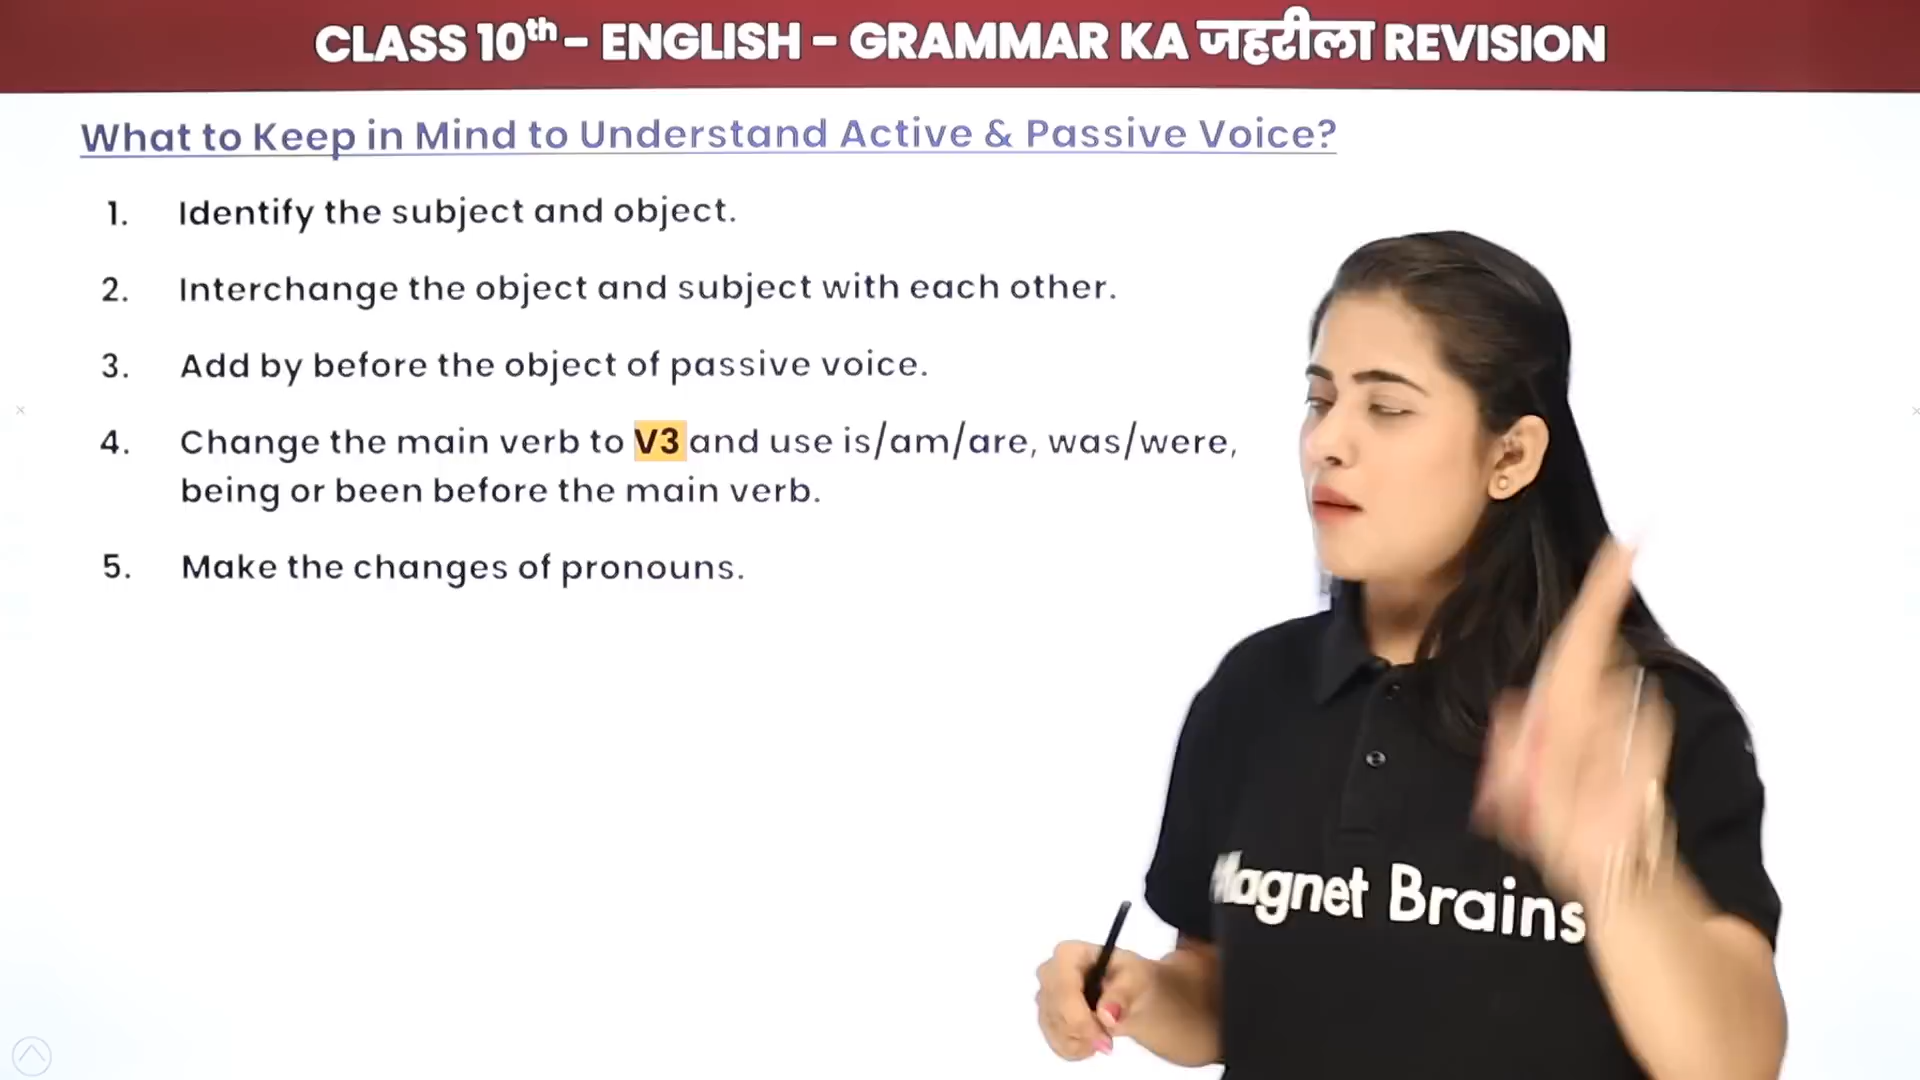 CLASS 10th - ENGLISH - GRAMMAR KA जहरीला REVISION
What to Keep in Mind to Understand Active & Passive Voice?
1. Identify the subject and object.
2. Interchange the object and subject with each other.
3. Add by before the object of passive voice.
4. Change the main verb to V3 and use is/am/are, was/were,
being or been before the main verb.
5. Make the changes of pronouns.
Magnet Brains